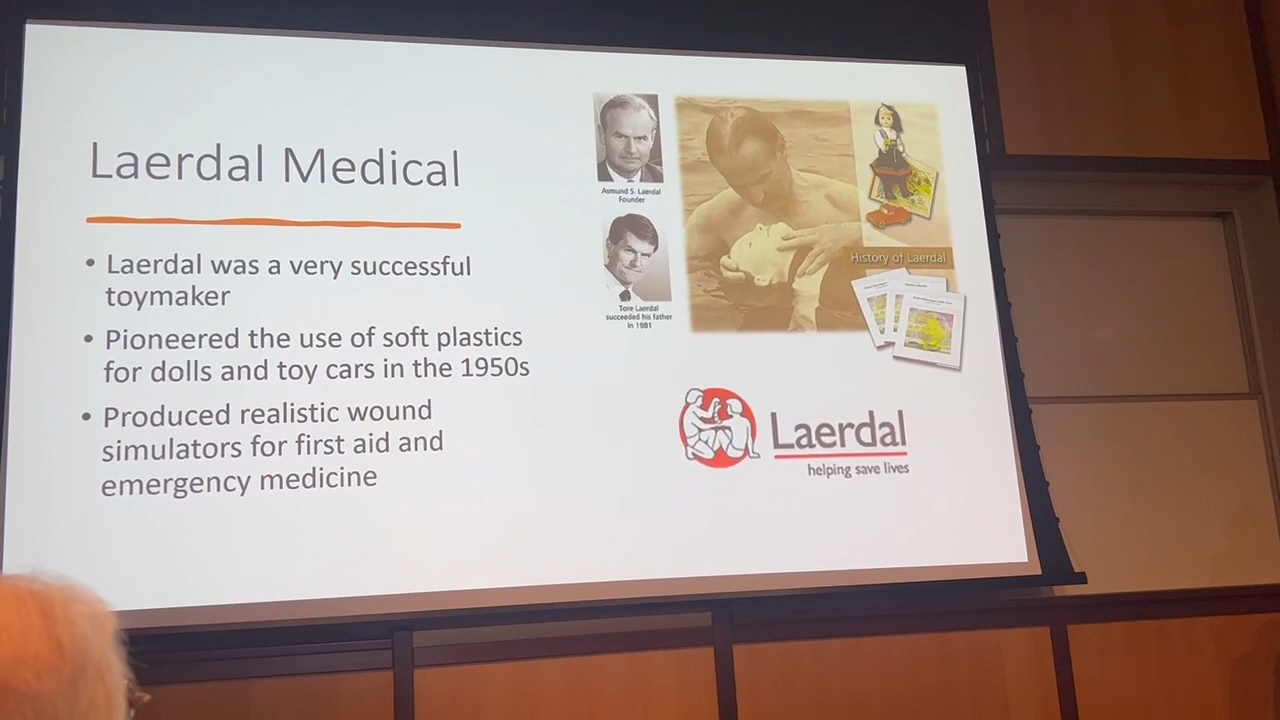 Laerdal Medical
• Laerdal was a very successful
toymaker
• Pioneered the use of soft plastics
for dolls and toy cars in the 1950s
• Produced realistic wound
simulators for first aid and
emergency medicine
Asmund S. Laerdal
Founder
Tore Laerdal
succeeded his father
in 1981
History of Laerdal
Laerdal
helping save lives